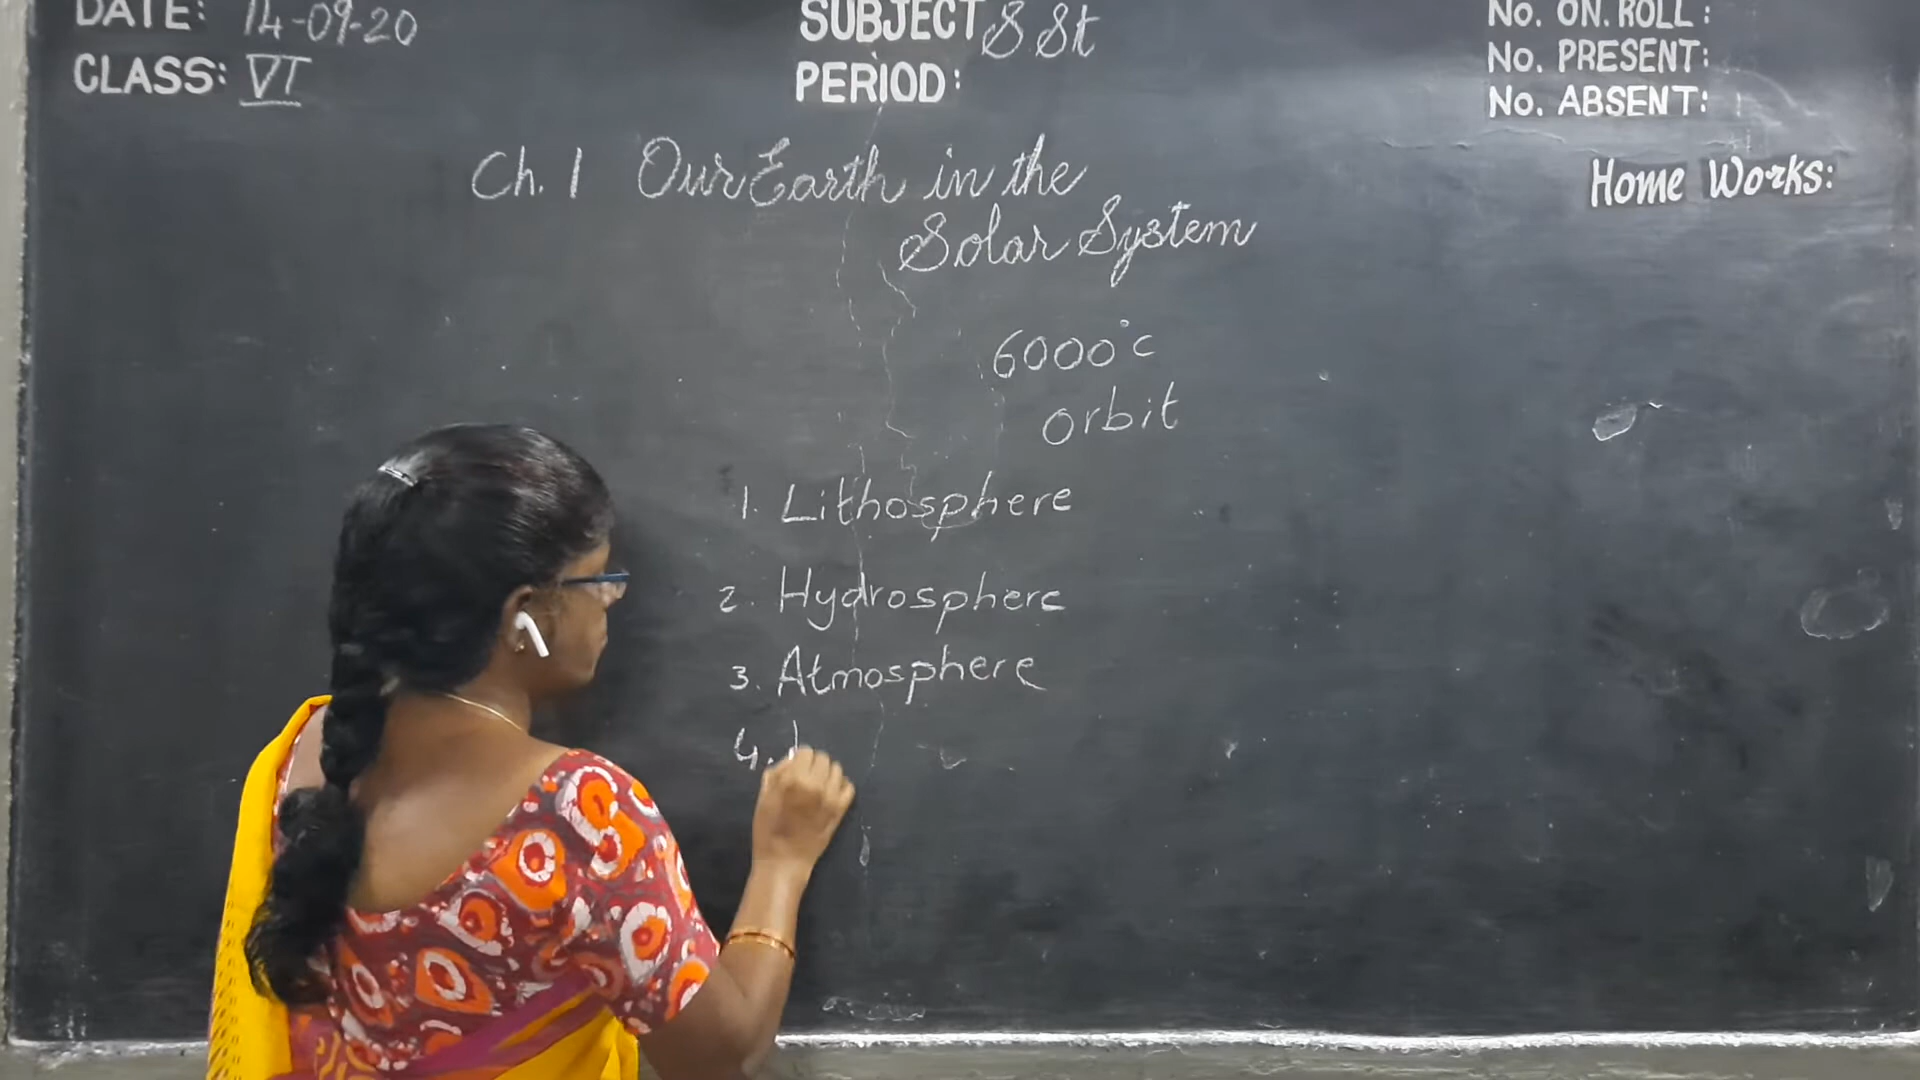 DATE: 14-09-20
CLASS: VI
SUBJECT S St
PERIOD:
No. ON. ROLL:
No. PRESENT:
No. ABSENT:
Home Works:
Ch. 1 Our Earth in the
Solar System
6000°c
orbit
1. Lithosphere
2. Hydrosphere
3. Atmosphere
4.